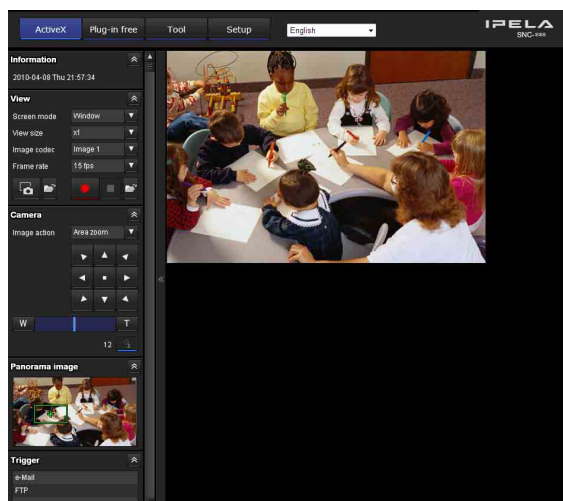 ActiveX Plug-in free Tool Setup English
IPELA
Information
2010-04-08 Thu 21:57:34
View
Screen mode Window
View size x1
Image codec Image 1
Frame rate 15 fps
Camera
Image action Area zoom
W T
12
Panorama image
Trigger
e-Mail
FTP